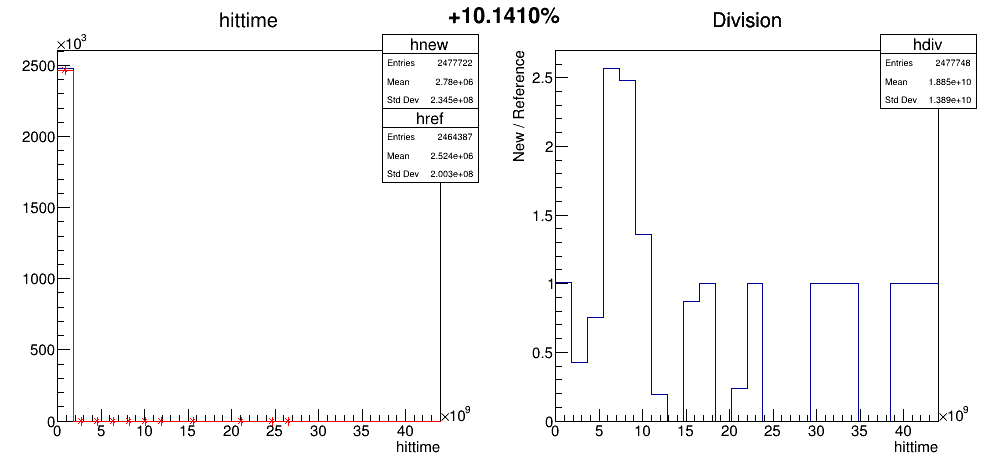 +10.1410%
hittime
×10³
2500
2000
1500
1000
500
0
0 5 10 15 20 25 30 35 40
×10⁹
hittime
hnew
Entries 2477722
Mean 2.78e+06
Std Dev 2.345e+08
href
Entries 2464387
Mean 2.524e+06
Std Dev 2.003e+08
Division
New / Reference
2.5
2
1.5
1
0.5
0
0 5 10 15 20 25 30 35 40
×10⁹
hittime
hdiv
Entries 2477748
Mean 1.885e+10
Std Dev 1.389e+10